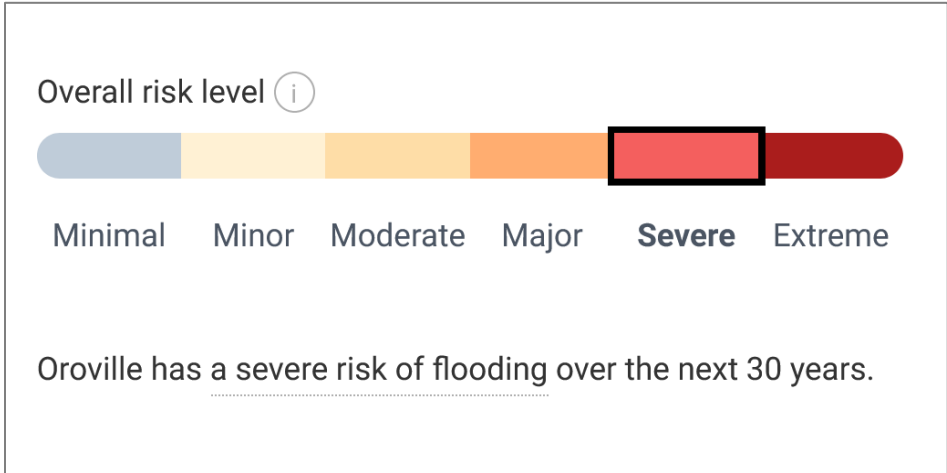 Overall risk level i
Minimal Minor Moderate Major Severe Extreme
Oroville has a severe risk of flooding over the next 30 years.